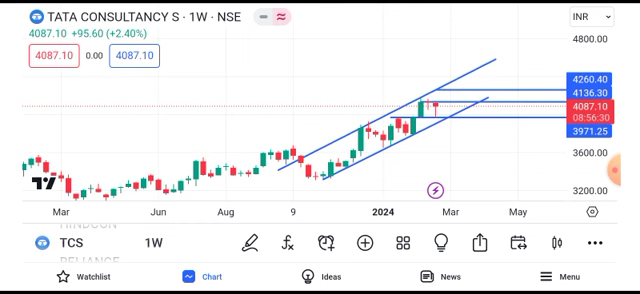 TATA CONSULTANCY S · 1W · NSE
INR
4087.10 +95.60 (+2.40%)
4087.10 0.00 4087.10
4800.00
4260.40
4136.30
4087.10
08:56:30
3971.25
3600.00
3200.00
Mar Jun Aug 9 2024 Mar May
TCS 1W
RELIANCE
Watchlist Chart Ideas News Menu